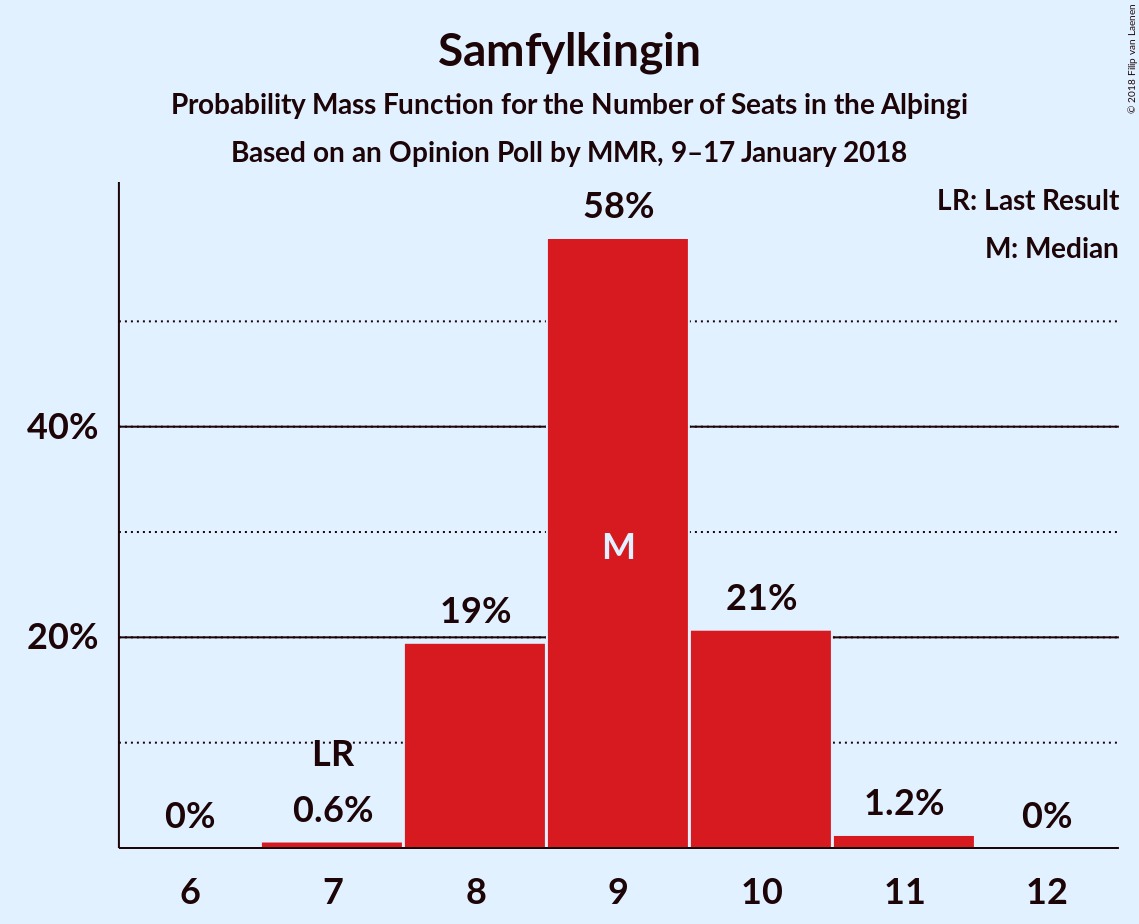 Samfylkingin
Probability Mass Function for the Number of Seats in the Alþingi
Based on an Opinion Poll by MMR, 9–17 January 2018
© 2018 Filip van Laenen
LR: Last Result
M: Median
58%
40%
M
21%
19%
20%
LR
0%
0.6%
1.2%
0%
6
7
8
9
10
11
12